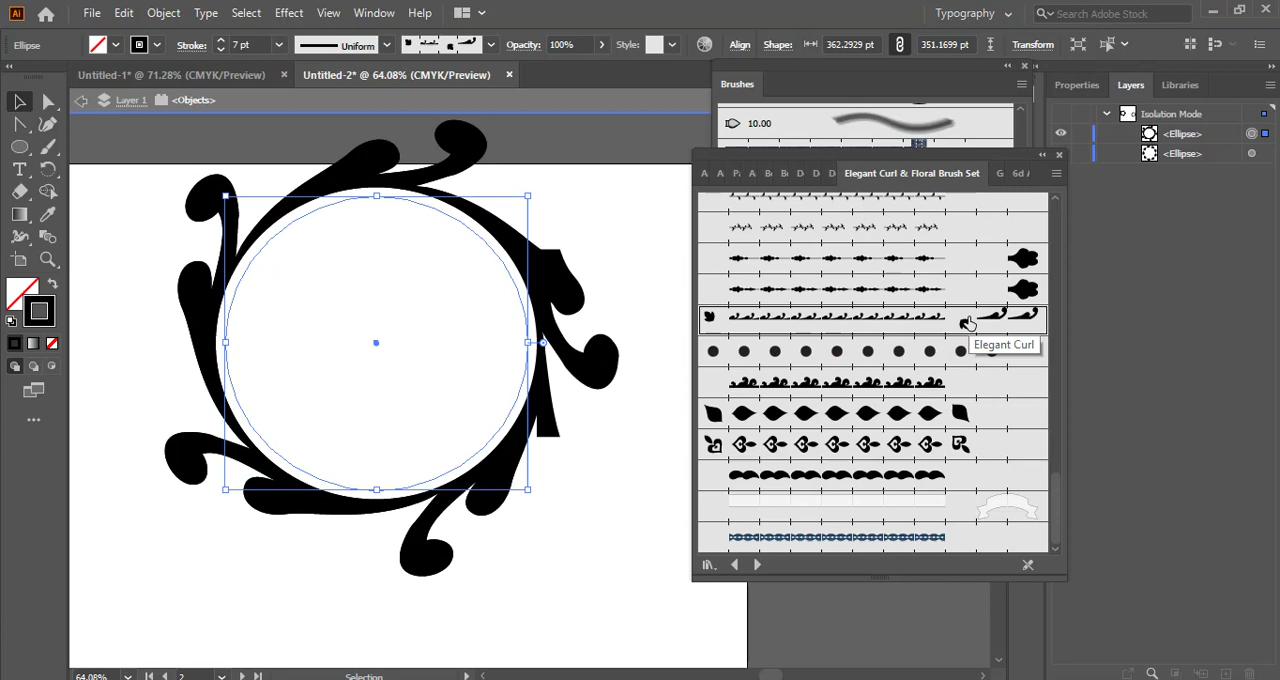 Ai File Edit Object Type Select Effect View Window Help Typography Search Adobe Stock
Ellipse Stroke: 7 pt Uniform Opacity: 100% Style: Align Shape: 362.2929 pt 351.1699 pt Transform
Untitled-1* @ 71.28% (CMYK/Preview) × Untitled-2* @ 64.08% (CMYK/Preview) ×
Brushes
Properties Layers Libraries
Layer 1 <Objects>
Isolation Mode
10.00
<Ellipse>
<Ellipse>
A A P A B B D D D Elegant Curl & Floral Brush Set G 6d
Elegant Curl
64.08% 2 Selection